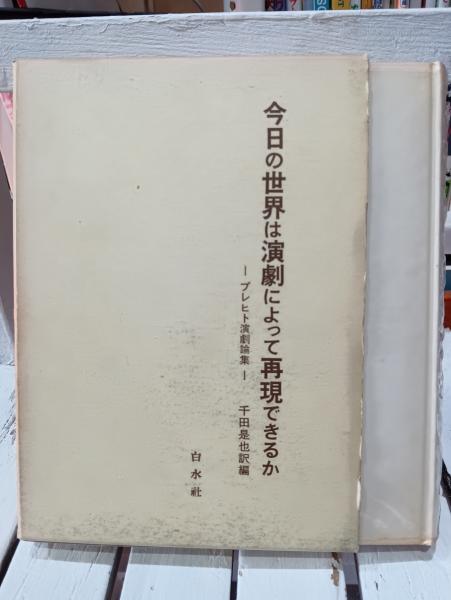 今日の世界は演劇によって再現できるか
ーブレヒト演劇論集ー
千田是也訳編
白水社